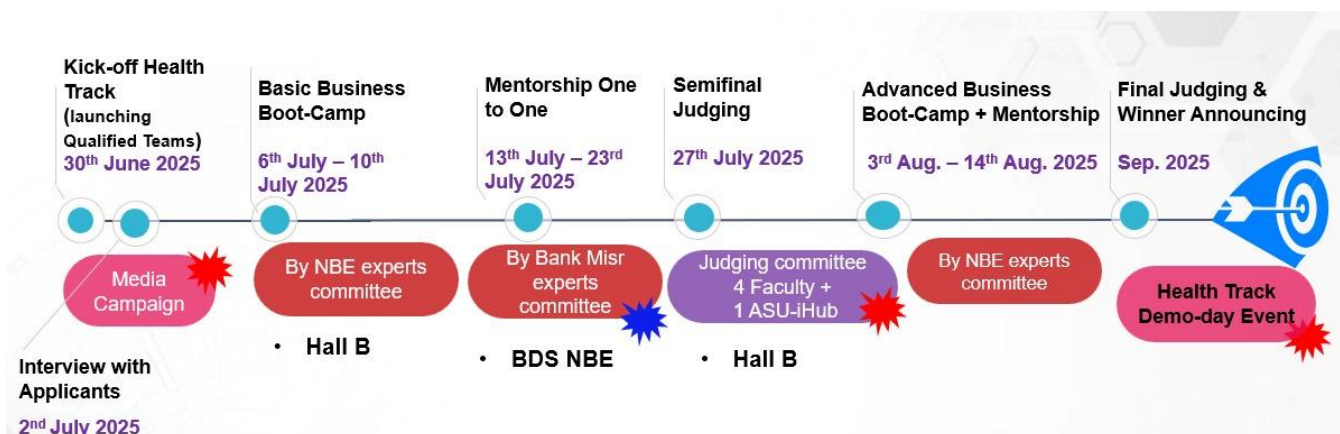 Kick-off Health
Track
(launching
Qualified Teams)
30th June 2025
Basic Business
Boot-Camp
6th July – 10th
July 2025
Mentorship One
to One
13th July – 23rd
July 2025
Semifinal
Judging
27th July 2025
Advanced Business
Boot-Camp + Mentorship
3rd Aug. – 14th Aug. 2025
Final Judging &
Winner Announcing
Sep. 2025
Media
Campaign
By NBE experts
committee
By Bank Misr
experts
committee
Judging committee
4 Faculty +
1 ASU-iHub
By NBE experts
committee
Health Track
Demo-day Event
• Hall B
• BDS NBE
• Hall B
Interview with
Applicants
2nd July 2025